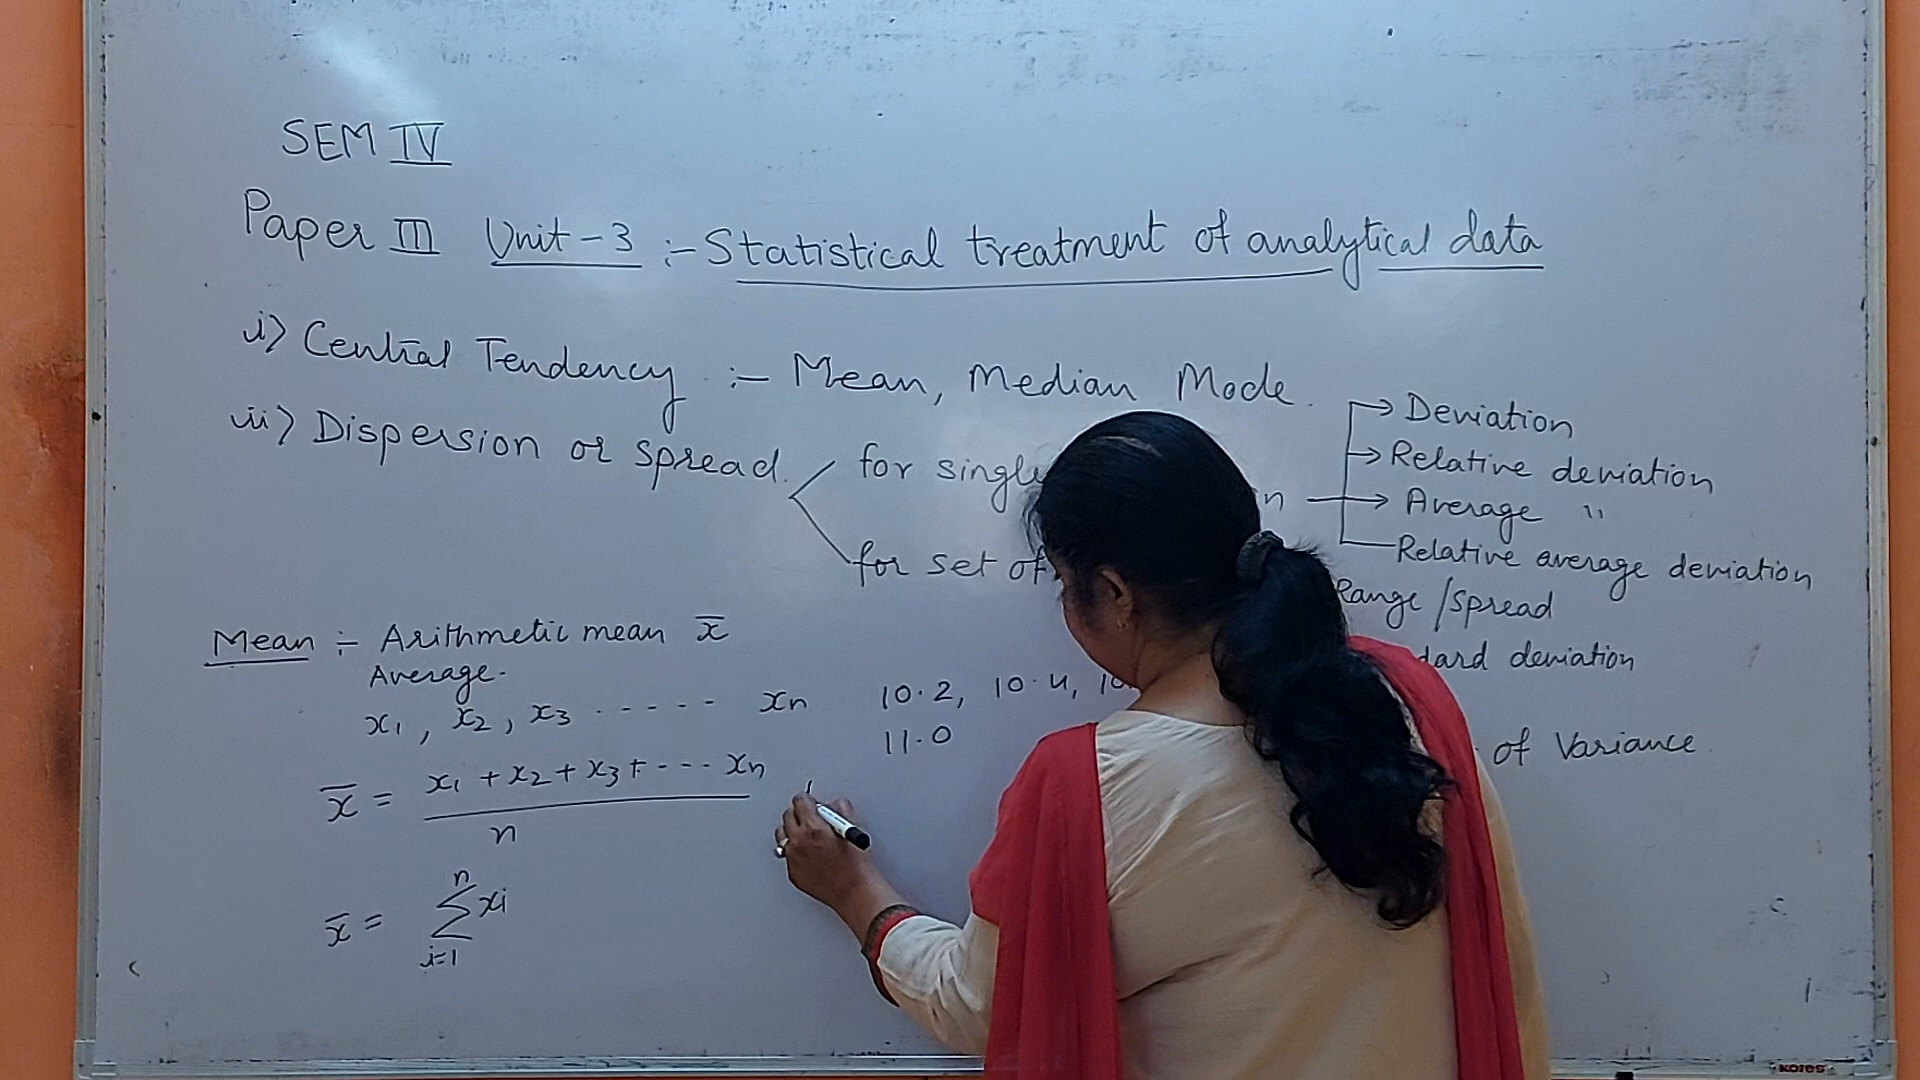 SEM IV
Paper III Unit-3 :- Statistical treatment of analytical data
i) Central Tendency :- Mean, Median Mode.
ii) Dispersion or spread.
for single
for set of
Deviation
Relative deviation
Average "
Relative average deviation
Range / Spread
deviation
of Variance
Mean :- Arithmetic mean x̅
Average.
x₁, x₂, x₃ ...... xₙ
10.2, 10.4,
11.0
x̅ = x₁ + x₂ + x₃ + ... xₙ
n
n
x̅ = Σ xi
i=1
KORES